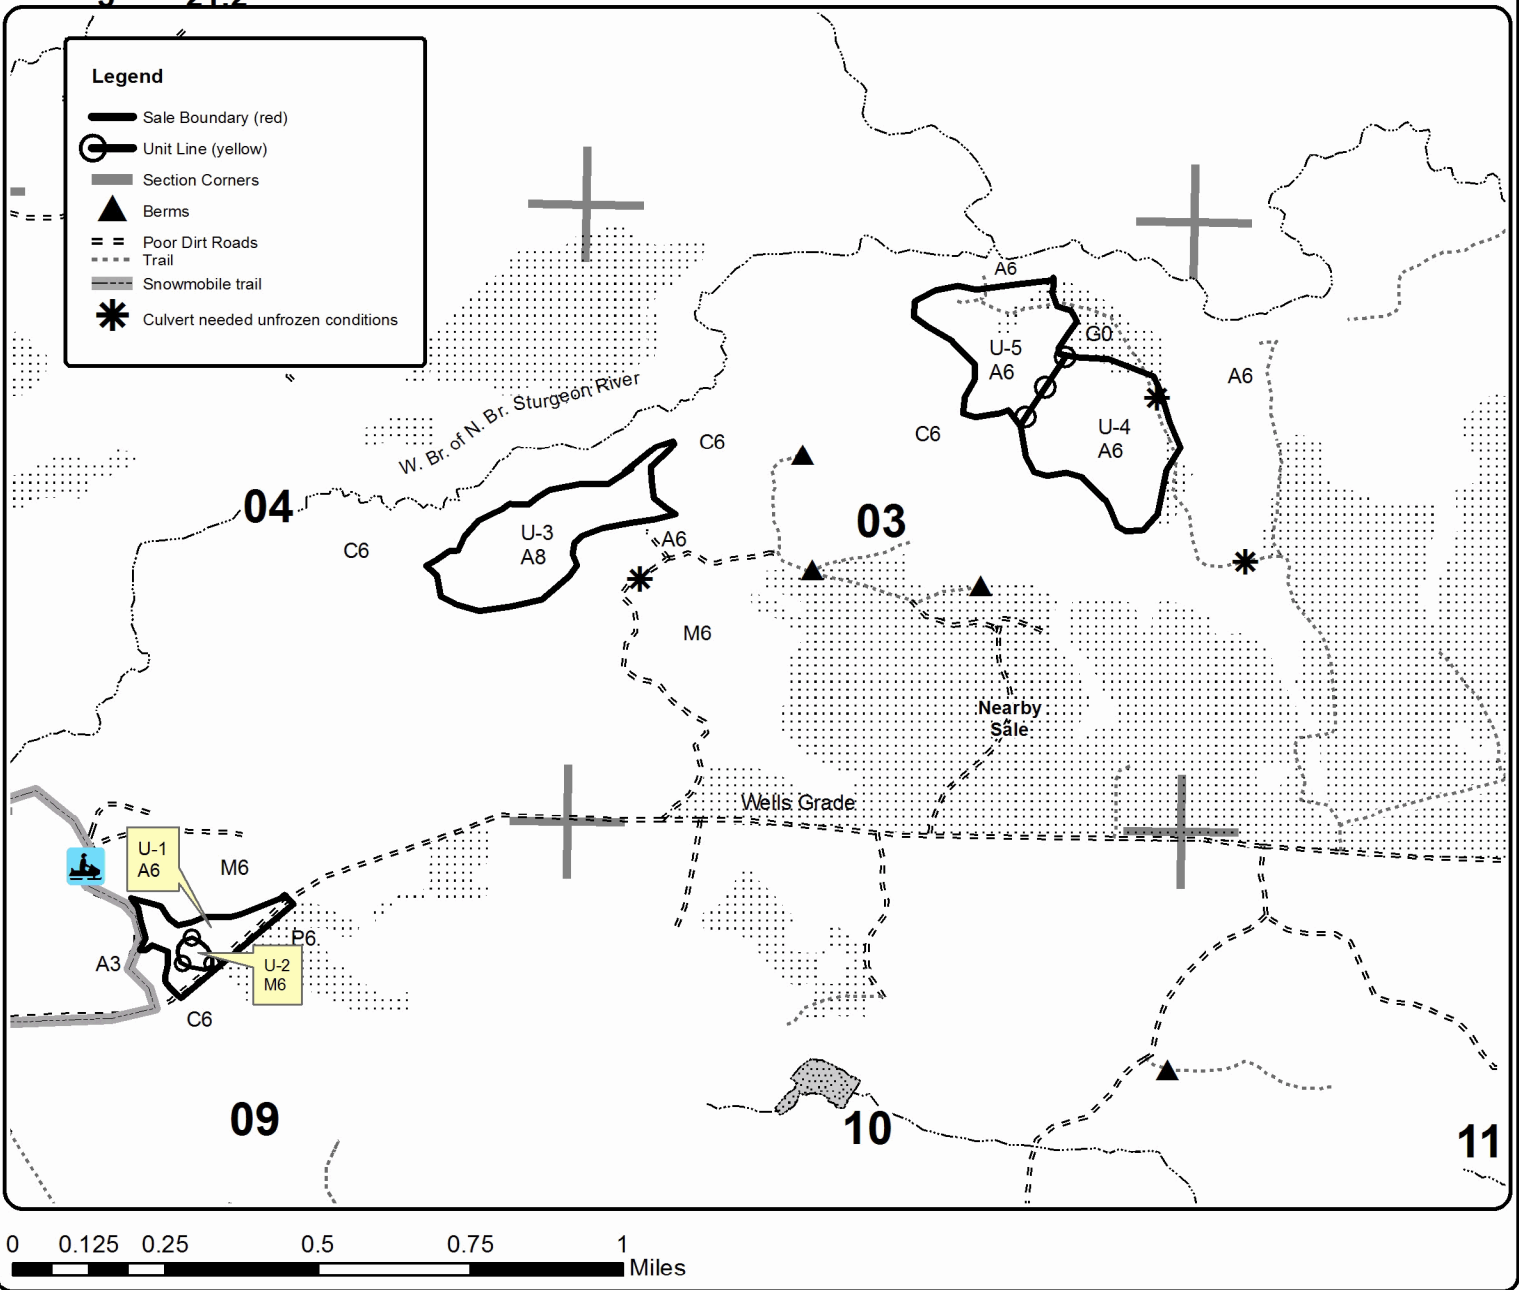 21.2
Legend
Sale Boundary (red)
Unit Line (yellow)
Section Corners
Berms
Poor Dirt Roads
Trail
Snowmobile trail
Culvert needed unfrozen conditions
A6
G0
U-5
A6
A6
W. Br. of N. Br. Sturgeon River
C6
C6
U-4
A6
04
03
C6
U-3
A8
A6
M6
Nearby
Sale
Wells Grade
U-1
A6
M6
P6
A3
U-2
M6
C6
09
10
11
0 0.125 0.25 0.5 0.75 1
Miles